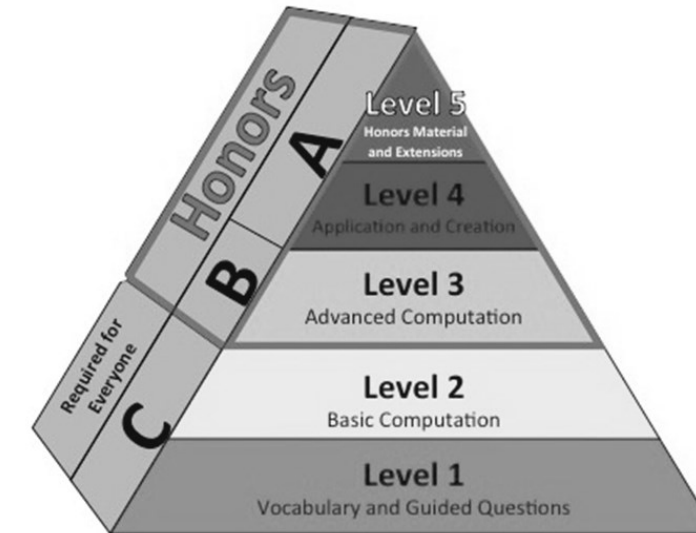 Honors
A
B
Required for
Everyone
C
Level 5
Honors Material
and Extensions
Level 4
Application and Creation
Level 3
Advanced Computation
Level 2
Basic Computation
Level 1
Vocabulary and Guided Questions